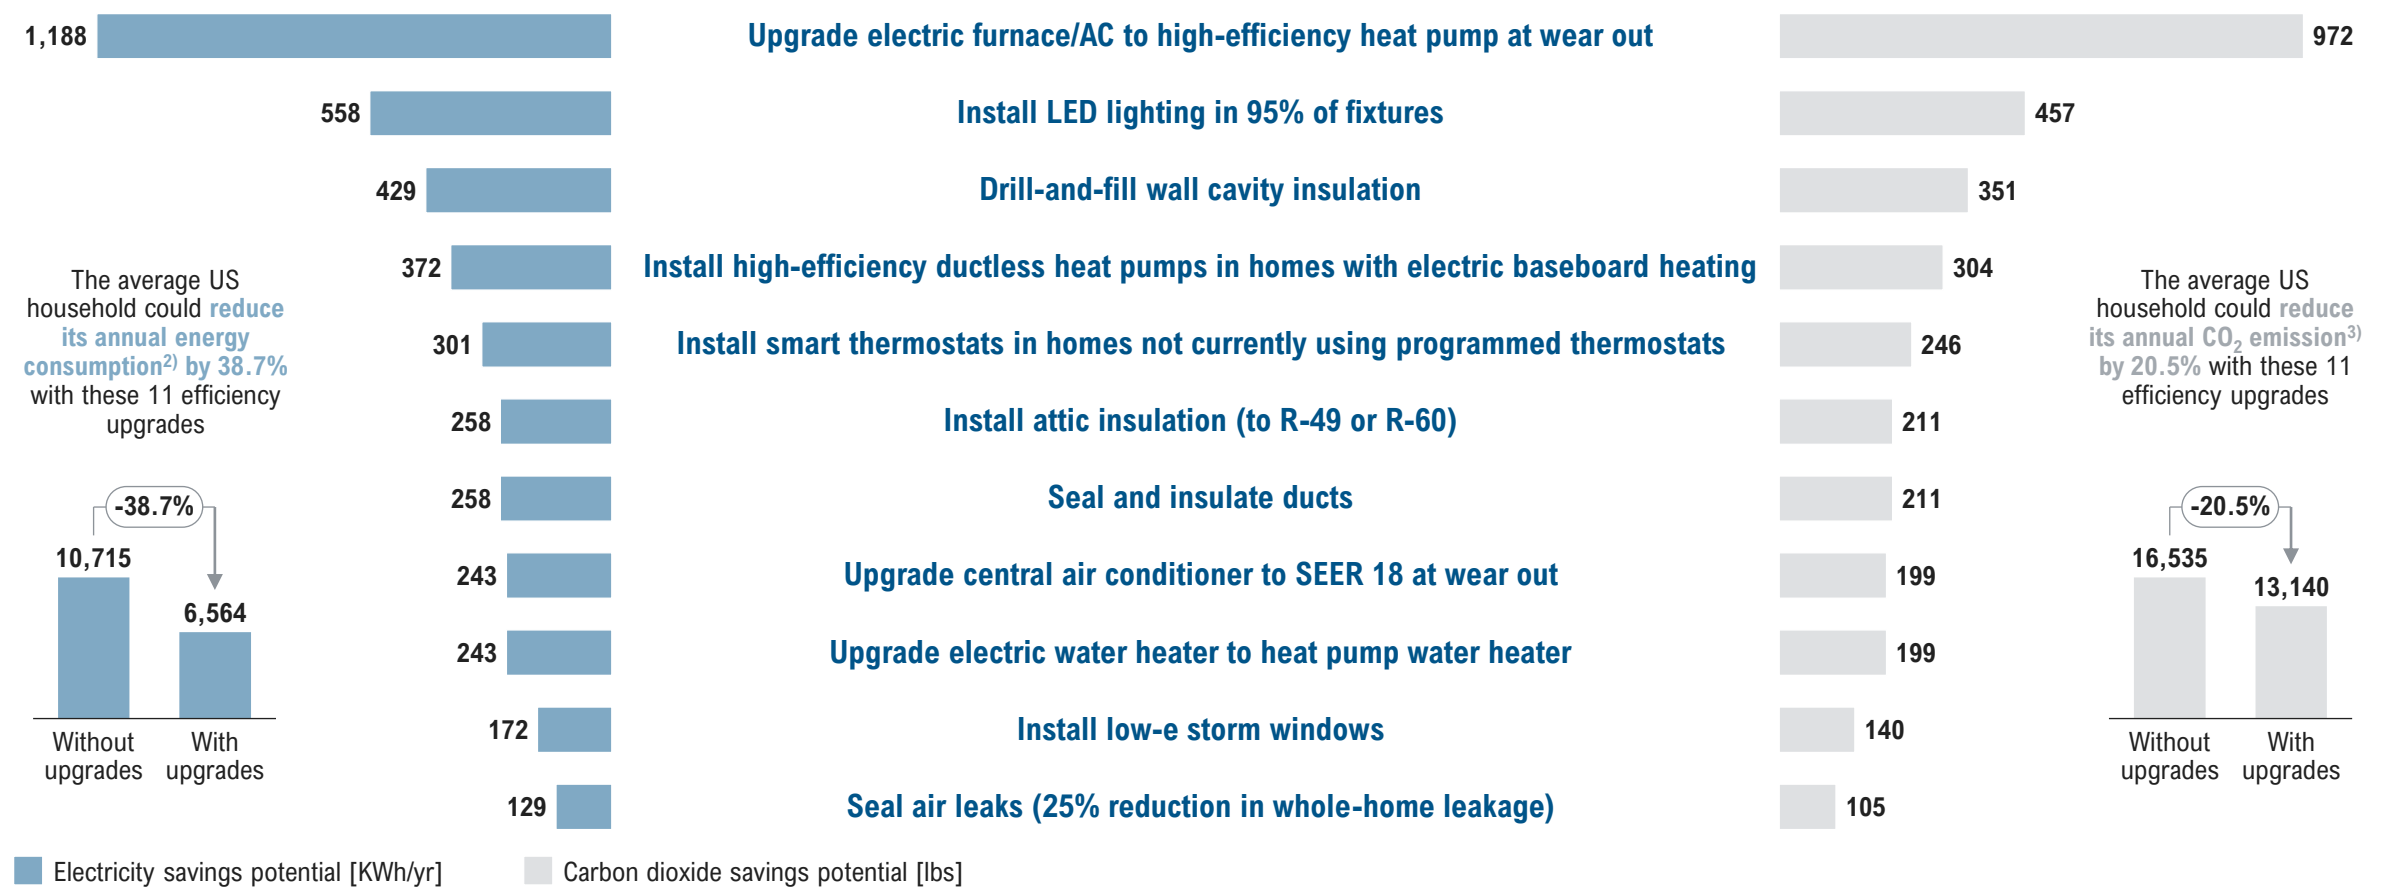 1,188 Upgrade electric furnace/AC to high-efficiency heat pump at wear out 972
558 Install LED lighting in 95% of fixtures 457
429 Drill-and-fill wall cavity insulation 351
372 Install high-efficiency ductless heat pumps in homes with electric baseboard heating 304
301 Install smart thermostats in homes not currently using programmed thermostats 246
258 Install attic insulation (to R-49 or R-60) 211
258 Seal and insulate ducts 211
243 Upgrade central air conditioner to SEER 18 at wear out 199
243 Upgrade electric water heater to heat pump water heater 199
172 Install low-e storm windows 140
129 Seal air leaks (25% reduction in whole-home leakage) 105
The average US
household could reduce
its annual energy
consumption2) by 38.7%
with these 11 efficiency
upgrades
-38.7%
10,715
6,564
Without
upgrades
With
upgrades
The average US
household could reduce
its annual CO2 emission3)
by 20.5% with these 11
efficiency upgrades
-20.5%
16,535
13,140
Without
upgrades
With
upgrades
Electricity savings potential [KWh/yr]
Carbon dioxide savings potential [lbs]